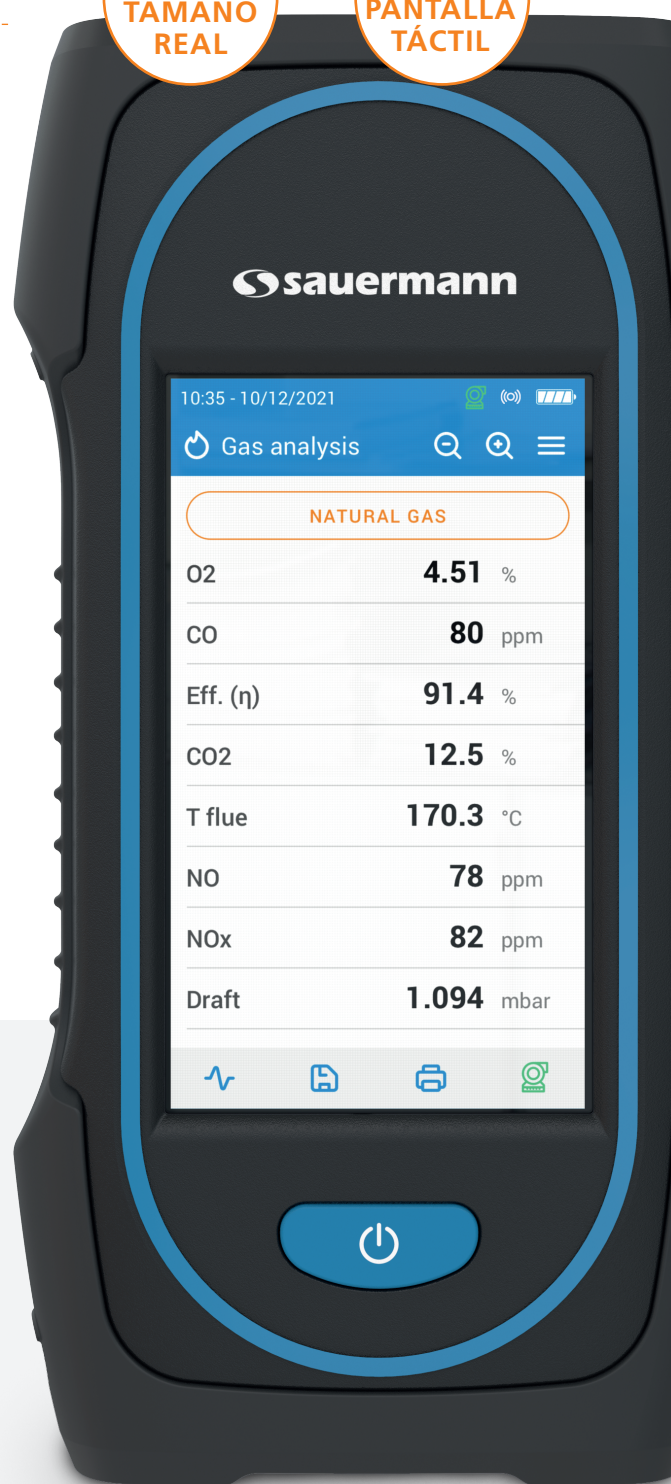 TAMAÑO
REAL
PANTALLA
TÁCTIL
sauermann
10:35 - 10/12/2021
Gas analysis
NATURAL GAS
O2 4.51 %
CO 80 ppm
Eff. (η) 91.4 %
CO2 12.5 %
T flue 170.3 °C
NO 78 ppm
NOx 82 ppm
Draft 1.094 mbar